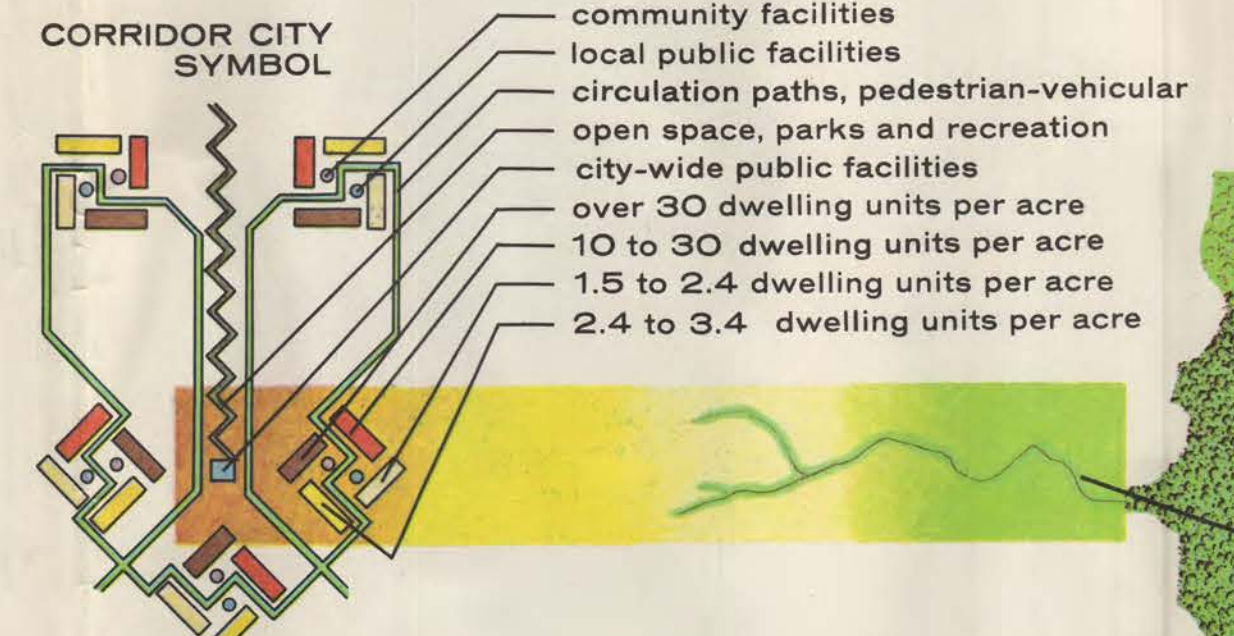 CORRIDOR CITY
SYMBOL
community facilities
local public facilities
circulation paths, pedestrian-vehicular
open space, parks and recreation
city-wide public facilities
over 30 dwelling units per acre
10 to 30 dwelling units per acre
1.5 to 2.4 dwelling units per acre
2.4 to 3.4 dwelling units per acre